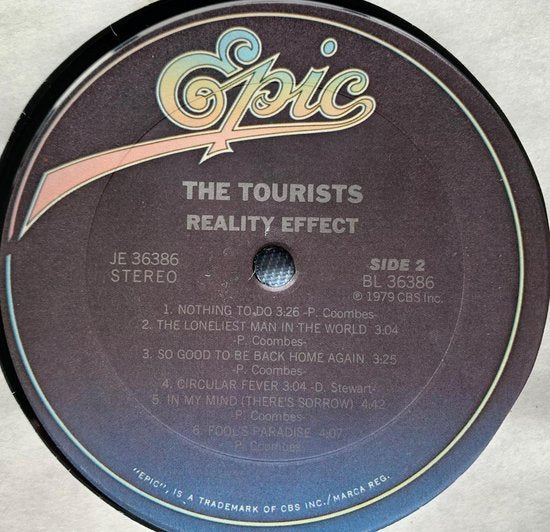 Epic
THE TOURISTS
REALITY EFFECT
JE 36386
STEREO
SIDE 2
BL 36386
℗ 1979 CBS Inc.
1. NOTHING TO DO 3:26 -P. Coombes-
2. THE LONELIEST MAN IN THE WORLD 3:04
-P. Coombes-
3. SO GOOD TO BE BACK HOME AGAIN 3:25
-P. Coombes-
4. CIRCULAR FEVER 3:04 -D. Stewart-
5. IN MY MIND (THERE'S SORROW) 4:42
-P. Coombes-
6. FOOL'S PARADISE 4:07
-P. Coombes-
"EPIC", IS A TRADEMARK OF CBS INC./MARCA REG.